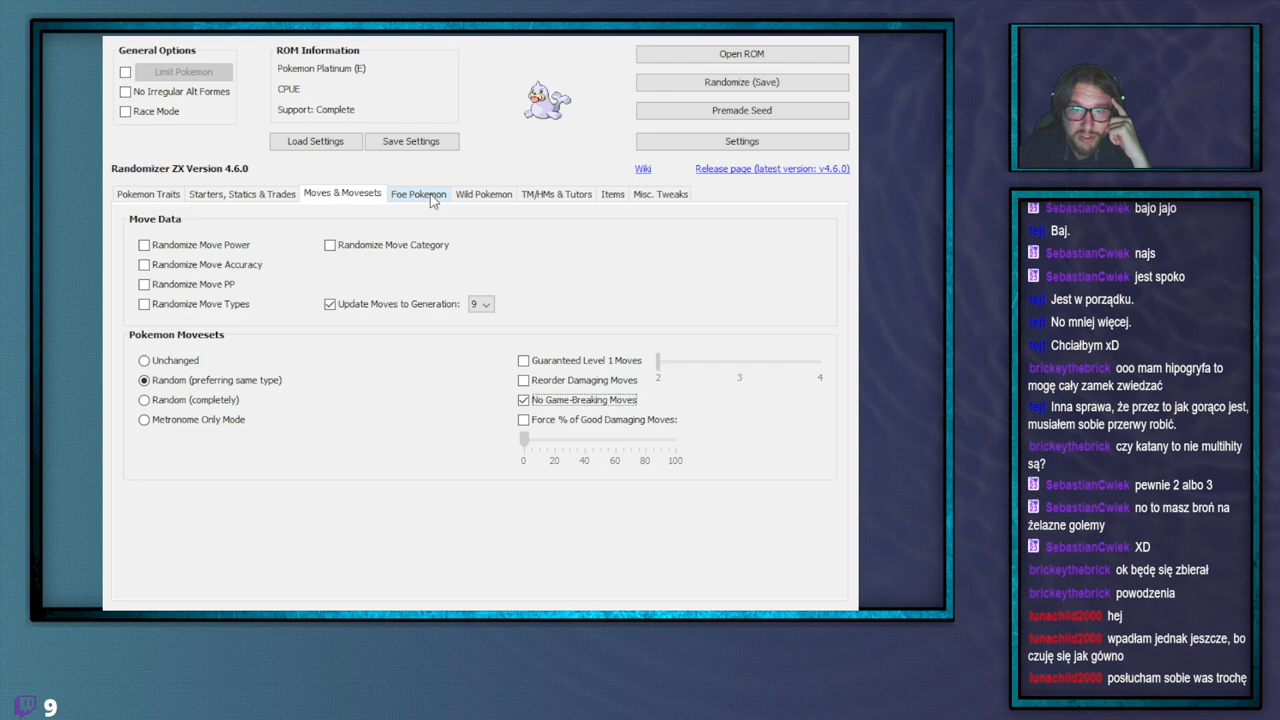 General Options
Limit Pokemon
No Irregular Alt Formes
Race Mode
ROM Information
Pokemon Platinum (E)
CPUE
Support: Complete
Load Settings
Save Settings
Open ROM
Randomize (Save)
Premade Seed
Settings
Randomizer ZX Version 4.6.0
Wiki
Release page (latest version: v4.6.0)
Pokemon Traits
Starters, Statics & Trades
Moves & Movesets
Foe Pokemon
Wild Pokemon
TM/HMs & Tutors
Items
Misc. Tweaks
Move Data
Randomize Move Power
Randomize Move Category
Randomize Move Accuracy
Randomize Move PP
Randomize Move Types
Update Moves to Generation:
9
Pokemon Movesets
Unchanged
Random (preferring same type)
Random (completely)
Metronome Only Mode
Guaranteed Level 1 Moves
2 3 4
Reorder Damaging Moves
No Game-Breaking Moves
Force % of Good Damaging Moves:
0 20 40 60 80 100
SebastianCwiek bajo jajo
tejt Baj.
SebastianCwiek najs
SebastianCwiek jest spoko
tejt Jest w porządku.
tejt No mniej więcej.
tejt Chciałbym xD
brickeythebrick ooo mam hipogryfa to
mogę cały zamek zwiedzać
tejt Inna sprawa, że przez to jak gorąco jest,
musiałem sobie przerwy robić.
brickeythebrick czy katany to nie multihity
są?
SebastianCwiek pewnie 2 albo 3
SebastianCwiek no to masz broń na
żelazne golemy
SebastianCwiek XD
brickeythebrick ok będę się zbierał
brickeythebrick powodzenia
lunachild2000 hej
lunachild2000 wpadłam jednak jeszcze, bo
czuję się jak gówno
lunachild2000 posłucham sobie was trochę
9